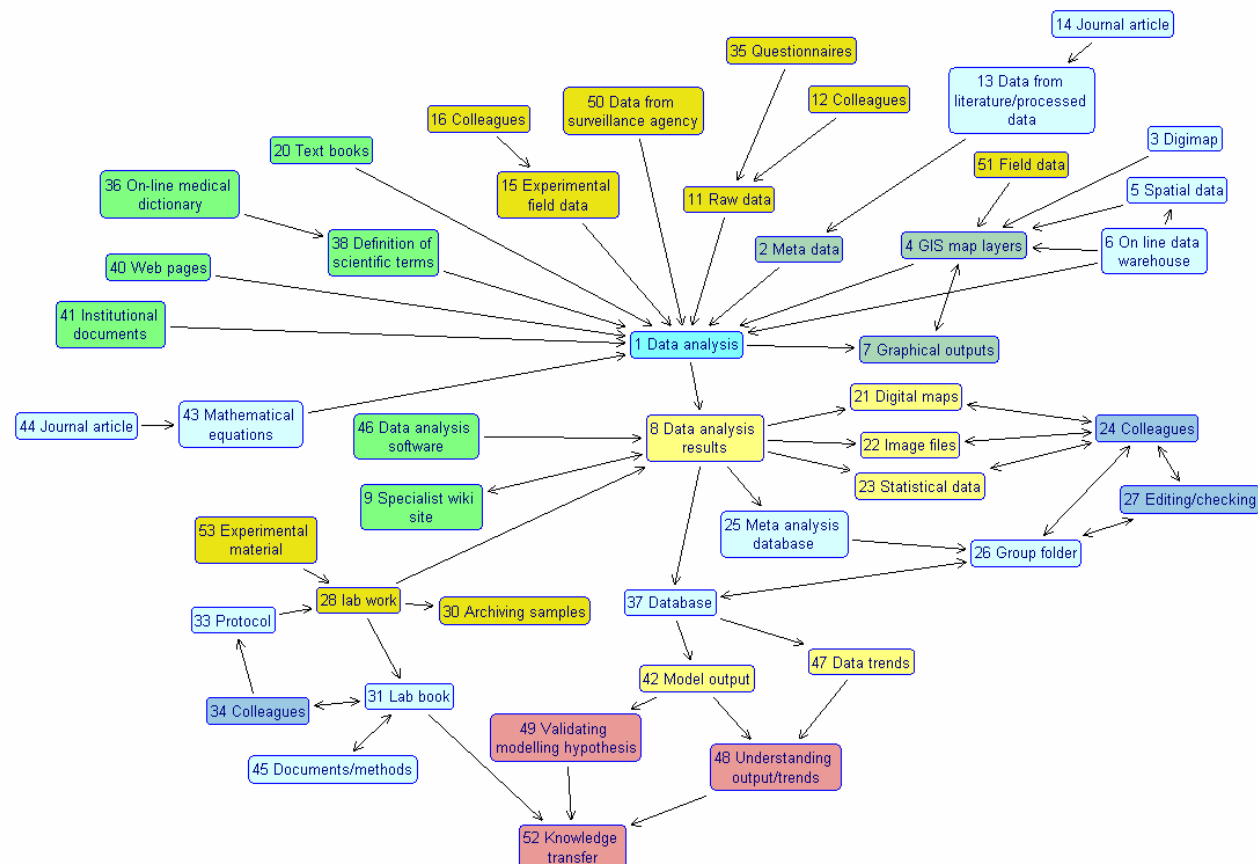 14 Journal article
35 Questionnaires
13 Data from
literature/processed
data
12 Colleagues
50 Data from
surveillance agency
16 Colleagues
3 Digimap
20 Text books
51 Field data
36 On-line medical
dictionary
15 Experimental
field data
11 Raw data
5 Spatial data
38 Definition of
scientific terms
2 Meta data
4 GIS map layers
6 On line data
warehouse
40 Web pages
41 Institutional
documents
1 Data analysis
7 Graphical outputs
21 Digital maps
44 Journal article
43 Mathematical
equations
46 Data analysis
software
8 Data analysis
results
22 Image files
24 Colleagues
23 Statistical data
9 Specialist wiki
site
27 Editing/checking
53 Experimental
material
25 Meta analysis
database
26 Group folder
28 lab work
30 Archiving samples
37 Database
33 Protocol
47 Data trends
42 Model output
34 Colleagues
31 Lab book
49 Validating
modelling hypothesis
48 Understanding
output/trends
45 Documents/methods
52 Knowledge
transfer